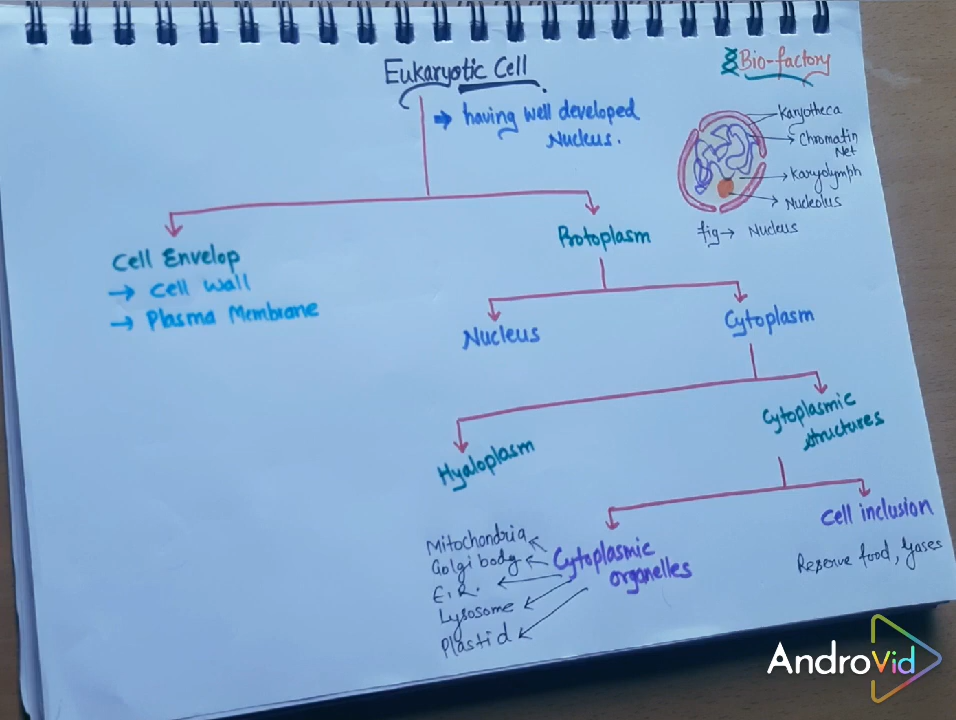 Eukaryotic Cell
Bio-factory
→ having well developed
Nucleus.
Karyotheca
Chromatin
Net
Karyolymph
Nucleolus
fig → Nucleus
Cell Envelop
→ Cell Wall
→ Plasma Membrane
Protoplasm
Nucleus
Cytoplasm
Hyaloplasm
Cytoplasmic
structures
Cytoplasmic
organelles
Cell inclusion
Reserve food, Gases
Mitochondria
Golgi body
E.R.
Lysosome
Plastid
AndroVid